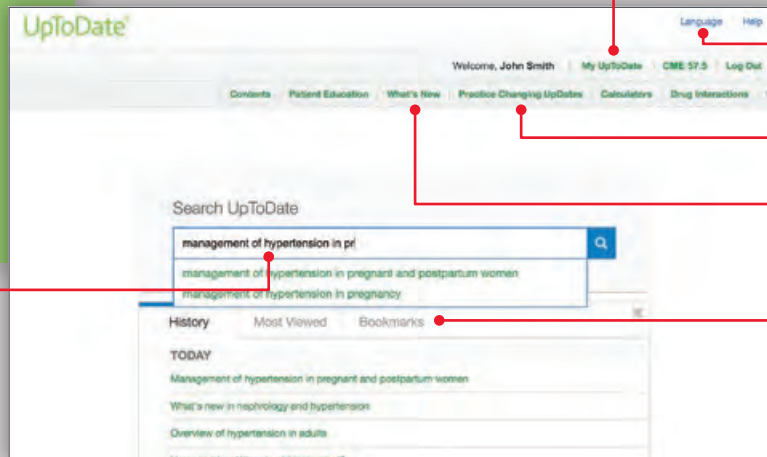 UpToDate®
Language Help
Welcome, John Smith My UpToDate CME 57.5 Log Out
Contents Patient Education What's New Practice Changing UpDates Calculators Drug Interactions
Search UpToDate
management of hypertension in pr
management of hypertension in pregnant and postpartum women
management of hypertension in pregnancy
History Most Viewed Bookmarks
TODAY
Management of hypertension in pregnant and postpartum women
What's new in nephrology and hypertension
Overview of hypertension in adults